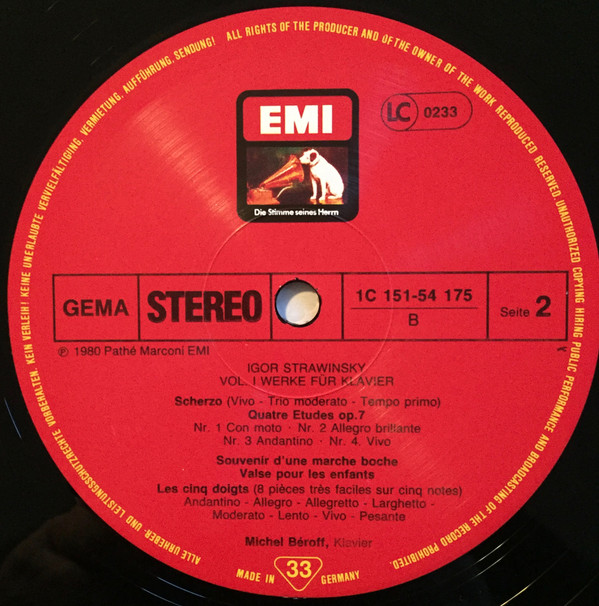 ALLE URHEBER- UND LEISTUNGSSCHUTZRECHTE VORBEHALTEN. KEIN VERLEIH! KEINE UNERLAUBTE VERVIELFÄLTIGUNG, VERMIETUNG, AUFFÜHRUNG, SENDUNG!
ALL RIGHTS OF THE PRODUCER AND OF THE OWNER OF THE WORK REPRODUCED RESERVED. UNAUTHORIZED COPYING HIRING PUBLIC PERFORMANCE AND BROADCASTING OF THE RECORD PROHIBITED.
EMI
LC 0233
Die Stimme seines Herrn
GEMA STEREO 1C 151-54 175 Seite 2
B
℗ 1980 Pathé Marconi EMI
Y
IGOR STRAWINSKY
VOL. I WERKE FÜR KLAVIER
Scherzo (Vivo - Trio moderato - Tempo primo)
Quatre Etudes op.7
Nr. 1 Con moto · Nr. 2 Allegro brillante
Nr. 3 Andantino · Nr. 4. Vivo
Souvenir d'une marche boche
Valse pour les enfants
Les cinq doigts (8 pièces très faciles sur cinq notes)
Andantino - Allegro - Allegretto - Larghetto -
Moderato - Lento - Vivo - Pesante
Michel Béroff, Klavier
MADE IN 33 GERMANY